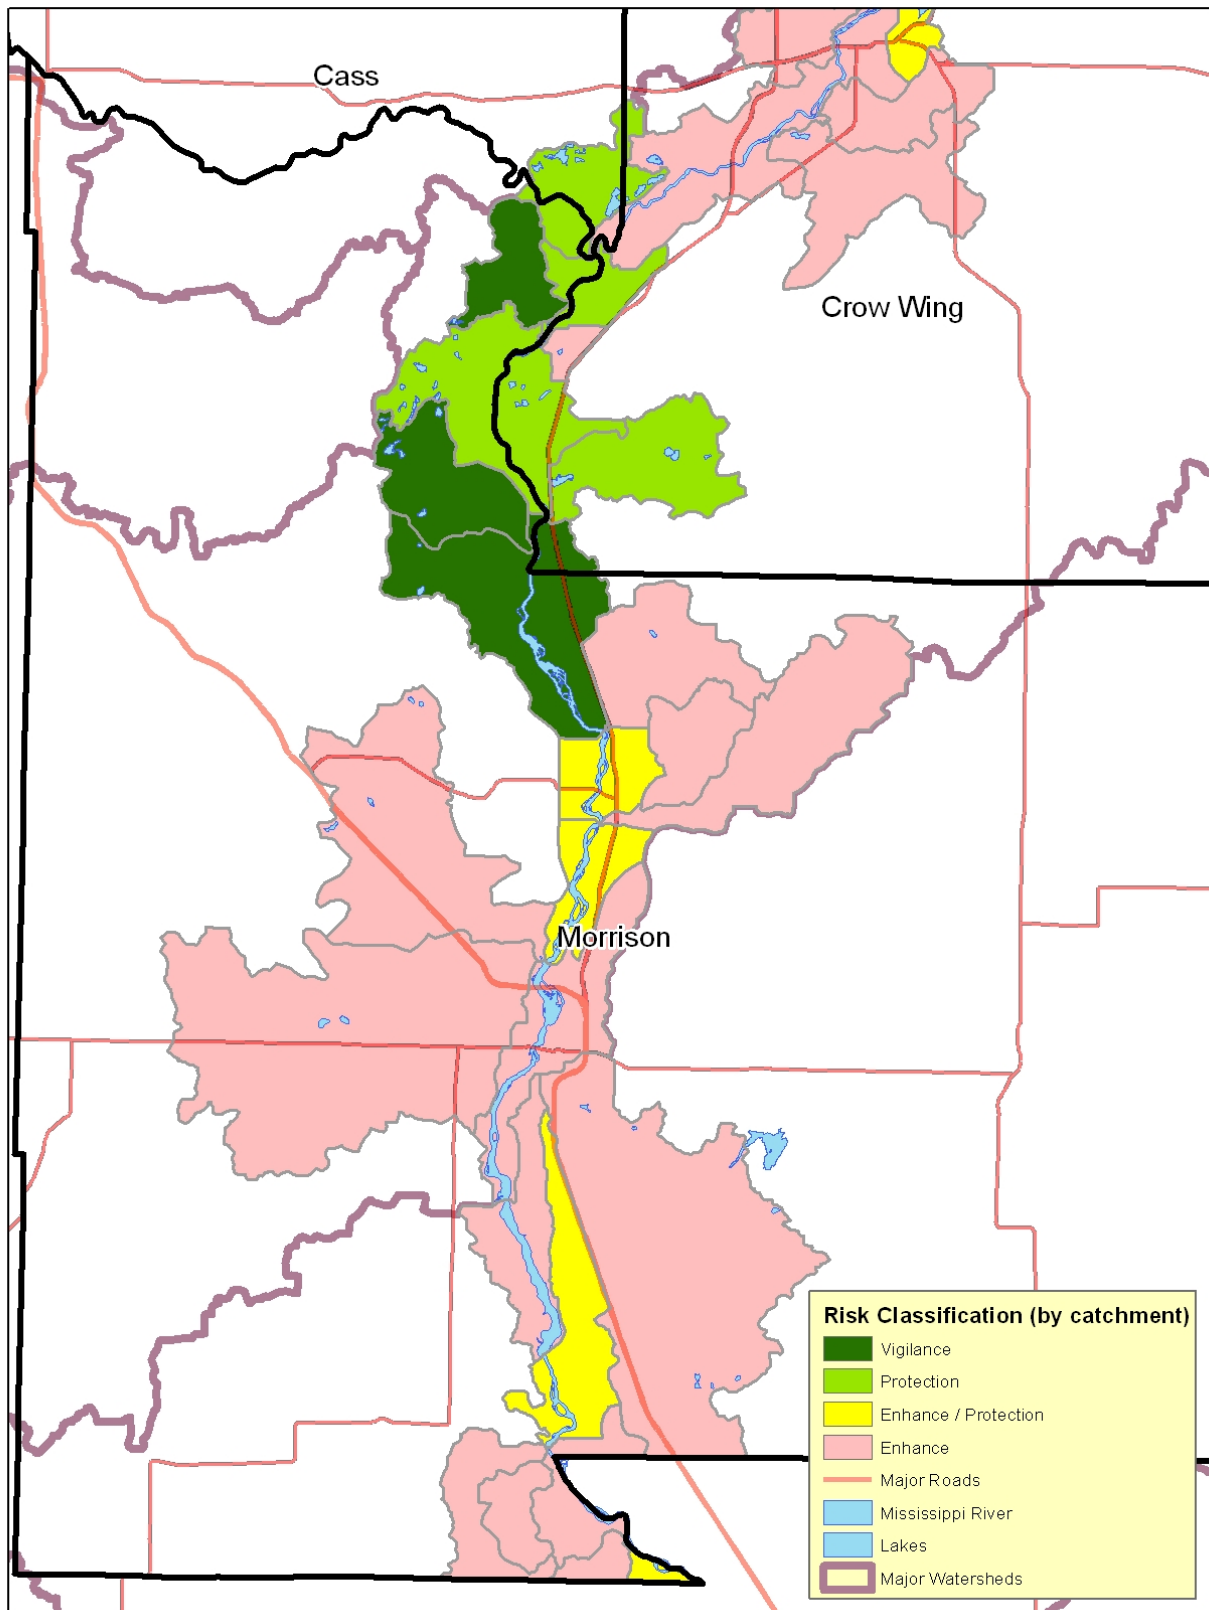 Cass
Crow Wing
Morrison
Risk Classification (by catchment)
Vigilance
Protection
Enhance / Protection
Enhance
Major Roads
Mississippi River
Lakes
Major Watersheds